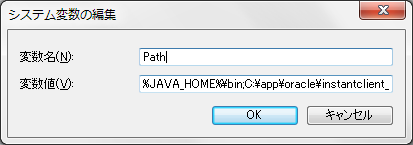 システム変数の編集
変数名(N):
Path
変数値(V):
%JAVA_HOME%¥bin;C:¥app¥oracle¥instantclient_
OK
キャンセル